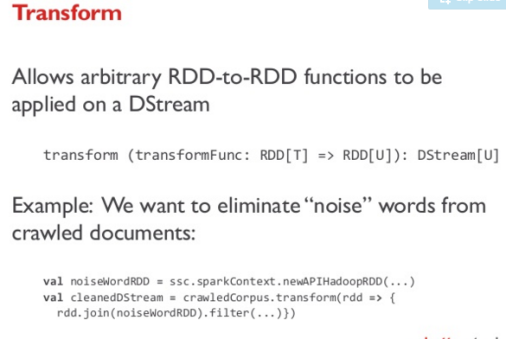 Transform
Allows arbitrary RDD-to-RDD functions to be
applied on a DStream
transform (transformFunc: RDD[T] => RDD[U]): DStream[U]
Example: We want to eliminate “noise” words from
crawled documents:
val noiseWordRDD = ssc.sparkContext.newAPIHadoopRDD(...)
val cleanedDStream = crawledCorpus.transform(rdd => {
rdd.join(noiseWordRDD).filter(...)})